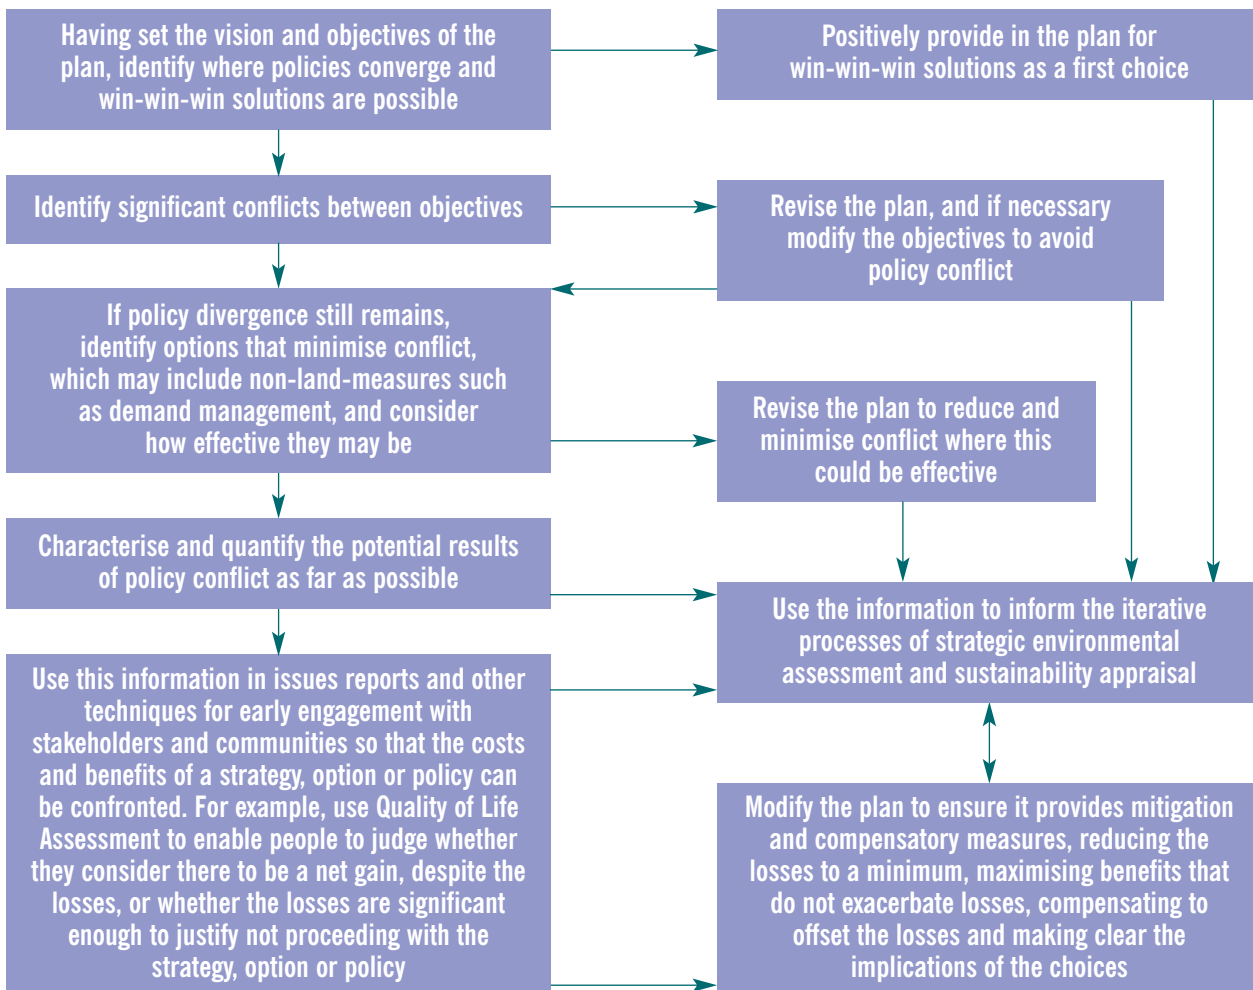 Having set the vision and objectives of the
plan, identify where policies converge and
win-win-win solutions are possible
Positively provide in the plan for
win-win-win solutions as a first choice
Identify significant conflicts between objectives
Revise the plan, and if necessary
modify the objectives to avoid
policy conflict
If policy divergence still remains,
identify options that minimise conflict,
which may include non-land-measures such
as demand management, and consider
how effective they may be
Revise the plan to reduce and
minimise conflict where this
could be effective
Characterise and quantify the potential results
of policy conflict as far as possible
Use the information to inform the iterative
processes of strategic environmental
assessment and sustainability appraisal
Use this information in issues reports and other
techniques for early engagement with
stakeholders and communities so that the costs
and benefits of a strategy, option or policy can
be confronted. For example, use Quality of Life
Assessment to enable people to judge whether
they consider there to be a net gain, despite the
losses, or whether the losses are significant
enough to justify not proceeding with the
strategy, option or policy
Modify the plan to ensure it provides mitigation
and compensatory measures, reducing the
losses to a minimum, maximising benefits that
do not exacerbate losses, compensating to
offset the losses and making clear the
implications of the choices